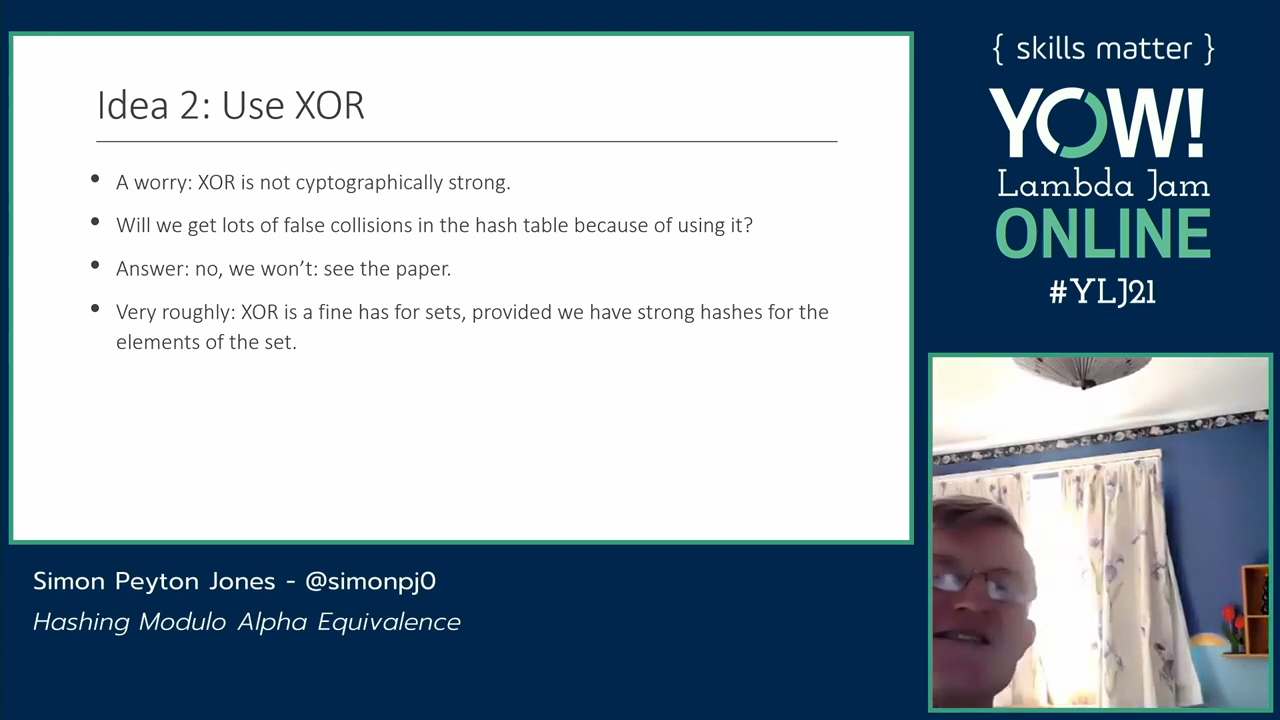 Idea 2: Use XOR
• A worry: XOR is not cyptographically strong.
• Will we get lots of false collisions in the hash table because of using it?
• Answer: no, we won't: see the paper.
• Very roughly: XOR is a fine has for sets, provided we have strong hashes for the
elements of the set.
{ skills matter }
YOW!
Lambda Jam
ONLINE
#YLJ21
Simon Peyton Jones - @simonpj0
Hashing Modulo Alpha Equivalence